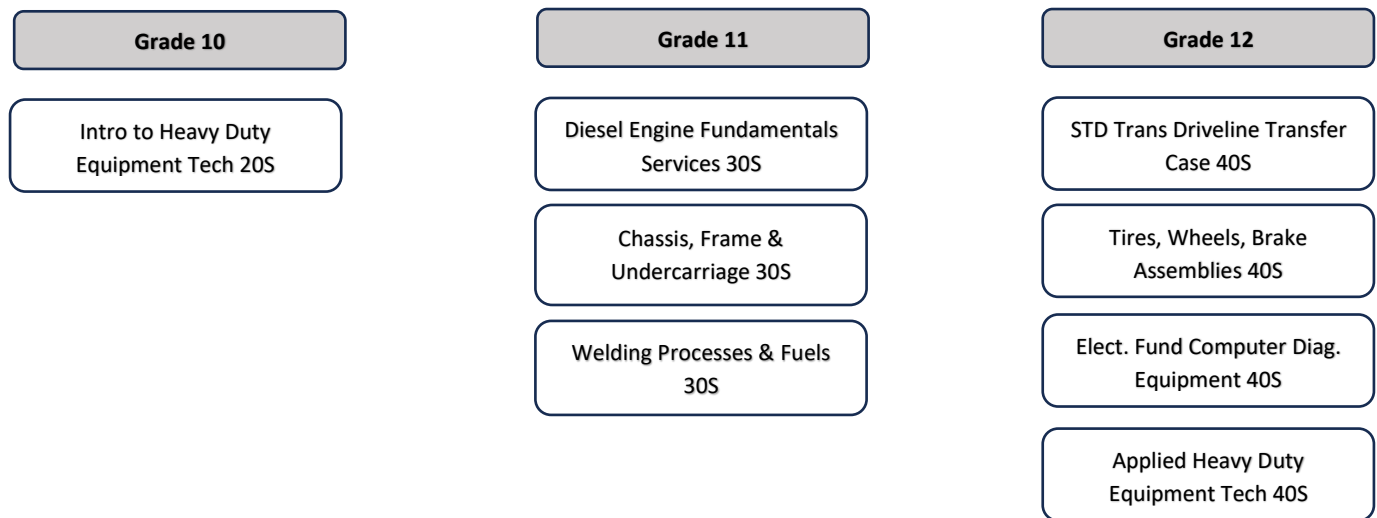 Grade 10
Intro to Heavy Duty
Equipment Tech 20S
Grade 11
Diesel Engine Fundamentals
Services 30S
Chassis, Frame &
Undercarriage 30S
Welding Processes & Fuels
30S
Grade 12
STD Trans Driveline Transfer
Case 40S
Tires, Wheels, Brake
Assemblies 40S
Elect. Fund Computer Diag.
Equipment 40S
Applied Heavy Duty
Equipment Tech 40S